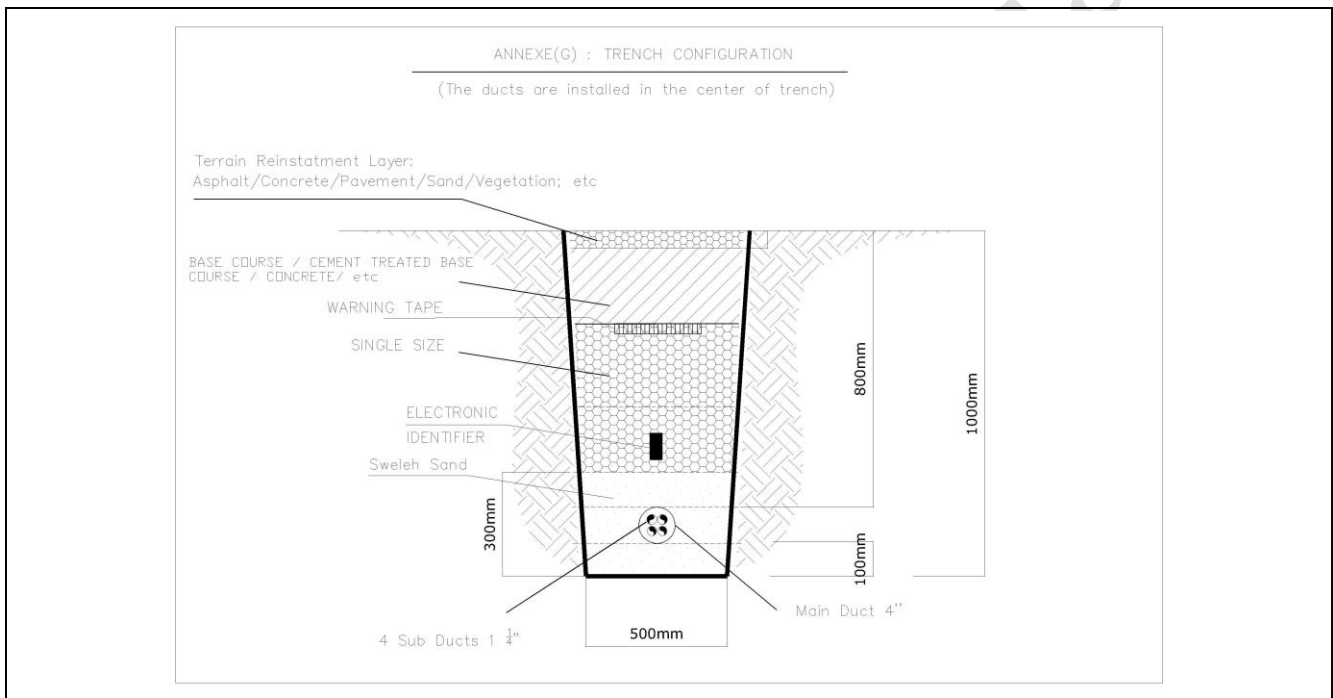 ANNEXE(G) : TRENCH CONFIGURATION
(The ducts are installed in the center of trench)
Terrain Reinstatment Layer:
Asphalt/Concrete/Pavement/Sand/Vegetation; etc
BASE COURSE / CEMENT TREATED BASE
COURSE / CONCRETE/ etc
WARNING TAPE
SINGLE SIZE
ELECTRONIC
IDENTIFIER
Sweleh Sand
300mm
800mm
1000mm
100mm
Main Duct 4"
4 Sub Ducts 1 1/4"
500mm